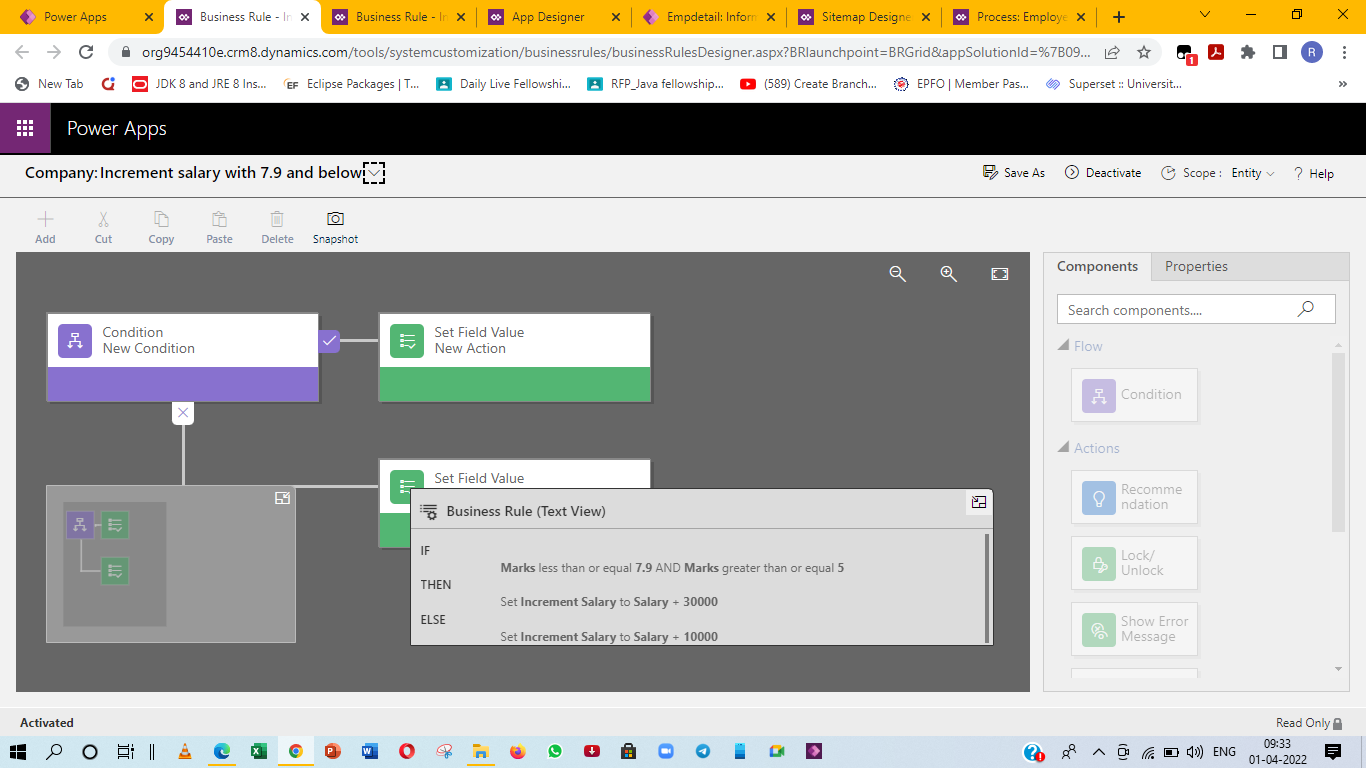 Power Apps
Business Rule - In
Business Rule - In
App Designer
Empdetail: Inform
Sitemap Designe
Process: Employe
org9454410e.crm8.dynamics.com/tools/systemcustomization/businessrules/businessRulesDesigner.aspx?BRlaunchpoint=BRGrid&appSolutionId=%7B09...
1
R
New Tab
JDK 8 and JRE 8 Ins...
EF Eclipse Packages | T...
Daily Live Fellowshi...
RFP_Java fellowship...
(589) Create Branch...
EPFO | Member Pas...
Superset :: Universit...
»
Power Apps
Company: Increment salary with 7.9 and below
Save As
Deactivate
Scope :
Entity
? Help
Add
Cut
Copy
Paste
Delete
Snapshot
Components
Properties
Search components....
Flow
Condition
Actions
Recomme
ndation
Lock/
Unlock
Show Error
Message
Condition
New Condition
Set Field Value
New Action
Set Field Value
Business Rule (Text View)
IF
Marks less than or equal 7.9 AND Marks greater than or equal 5
THEN
Set Increment Salary to Salary + 30000
ELSE
Set Increment Salary to Salary + 10000
Activated
Read Only
ENG
09:33
01-04-2022